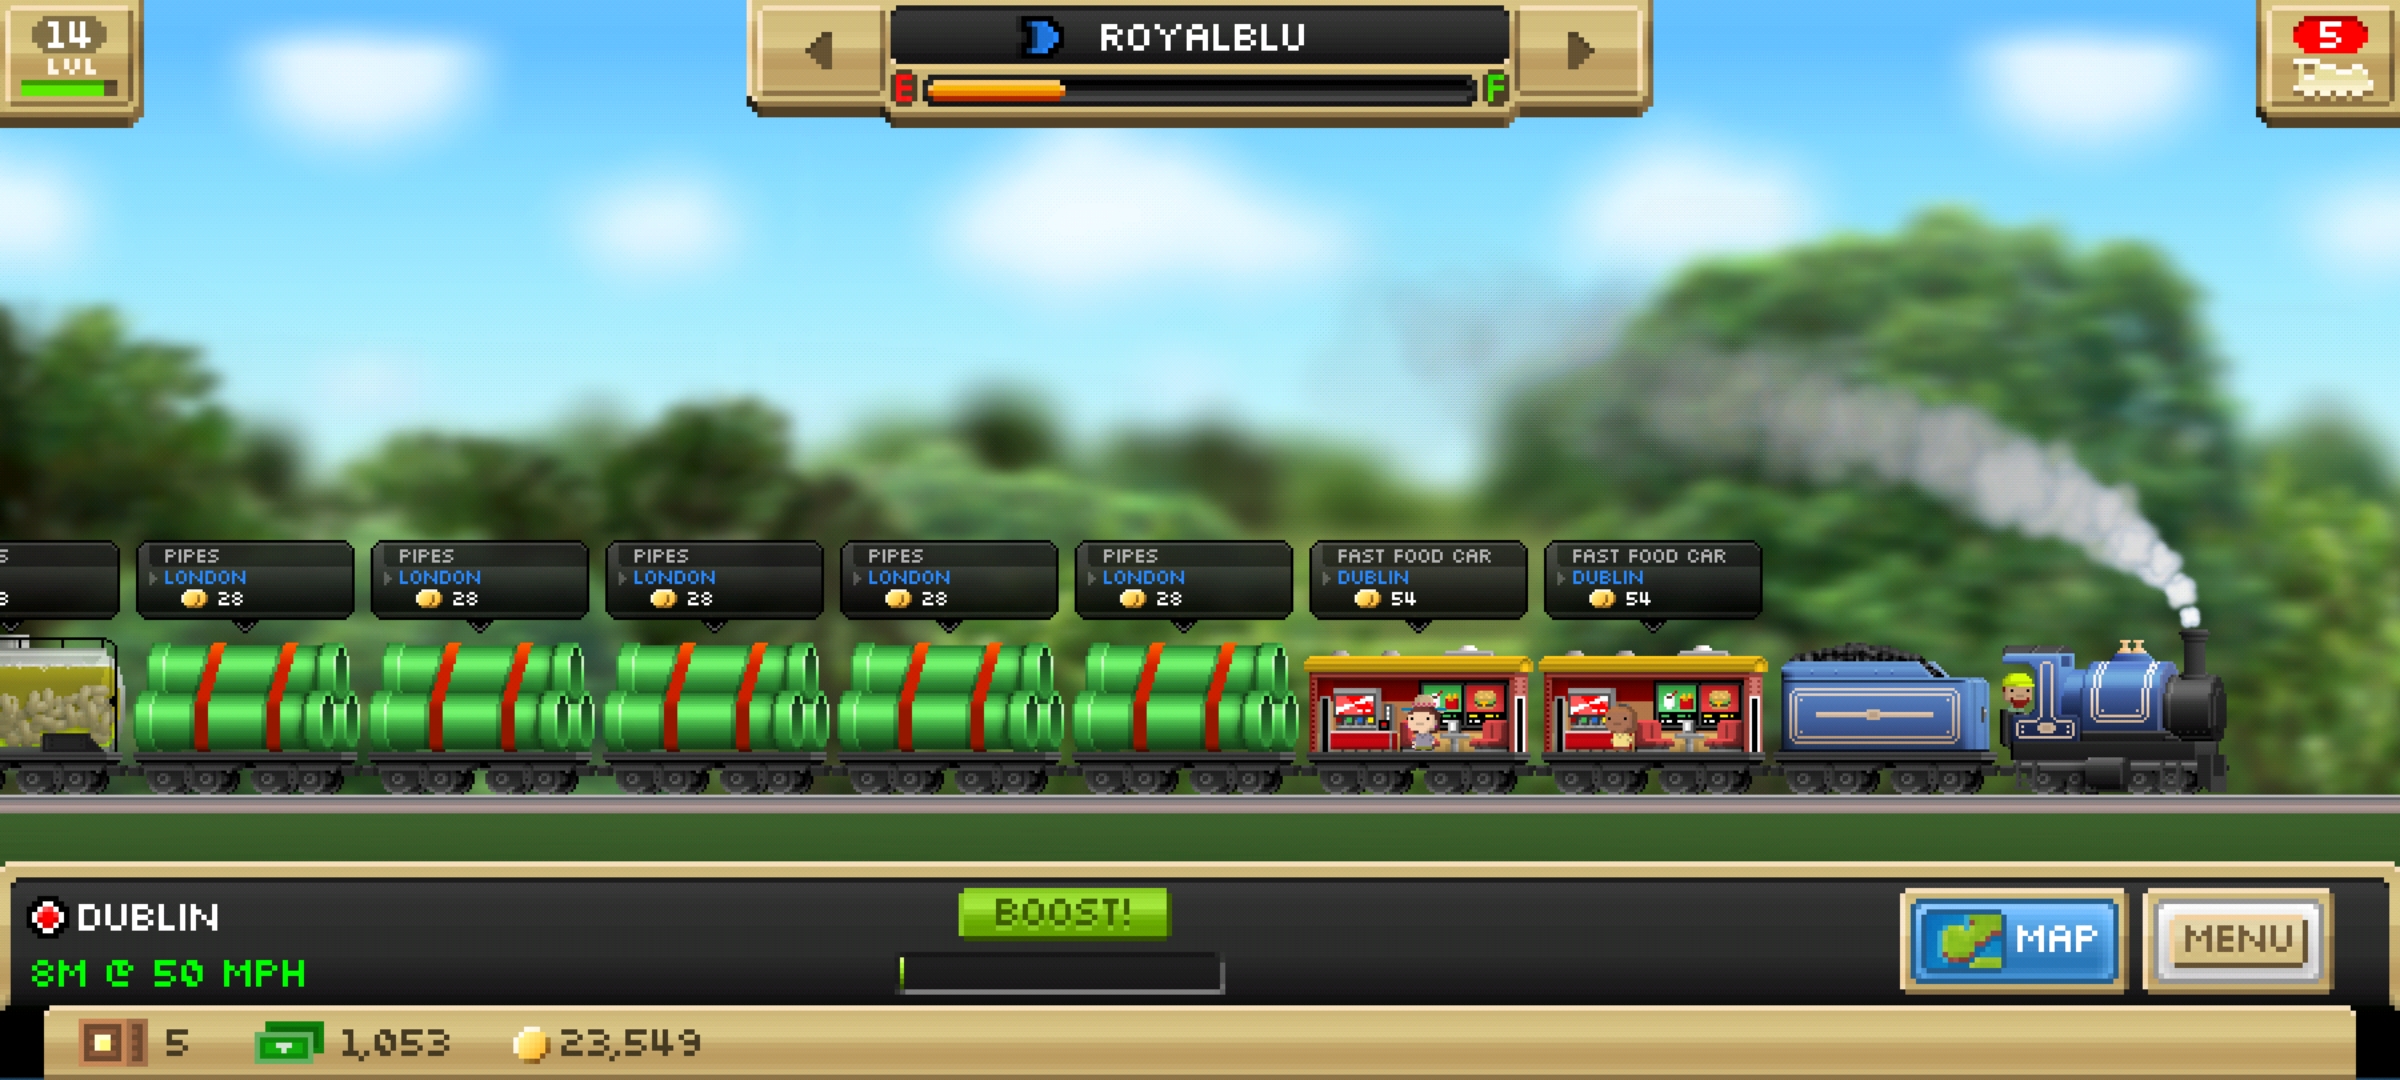 14
LVL
ROYALBLU
E
F
5
PIPES
LONDON
28
PIPES
LONDON
28
PIPES
LONDON
28
PIPES
LONDON
28
PIPES
LONDON
28
FAST FOOD CAR
DUBLIN
54
FAST FOOD CAR
DUBLIN
54
DUBLIN
8M @ 50 MPH
BOOST!
MAP
MENU
5
1,053
23,549